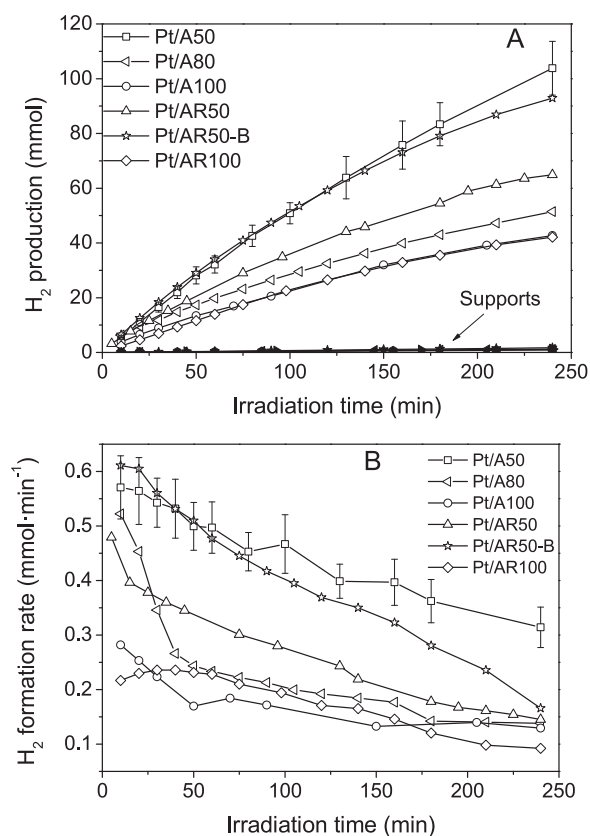 A
Pt/A50
Pt/A80
Pt/A100
Pt/AR50
Pt/AR50-B
Pt/AR100
Supports
H₂ production (mmol)
120
100
80
60
40
20
0
0 50 100 150 200 250
Irradiation time (min)
B
Pt/A50
Pt/A80
Pt/A100
Pt/AR50
Pt/AR50-B
Pt/AR100
H₂ formation rate (mmol·min⁻¹)
0.6
0.5
0.4
0.3
0.2
0.1
0 50 100 150 200 250
Irradiation time (min)